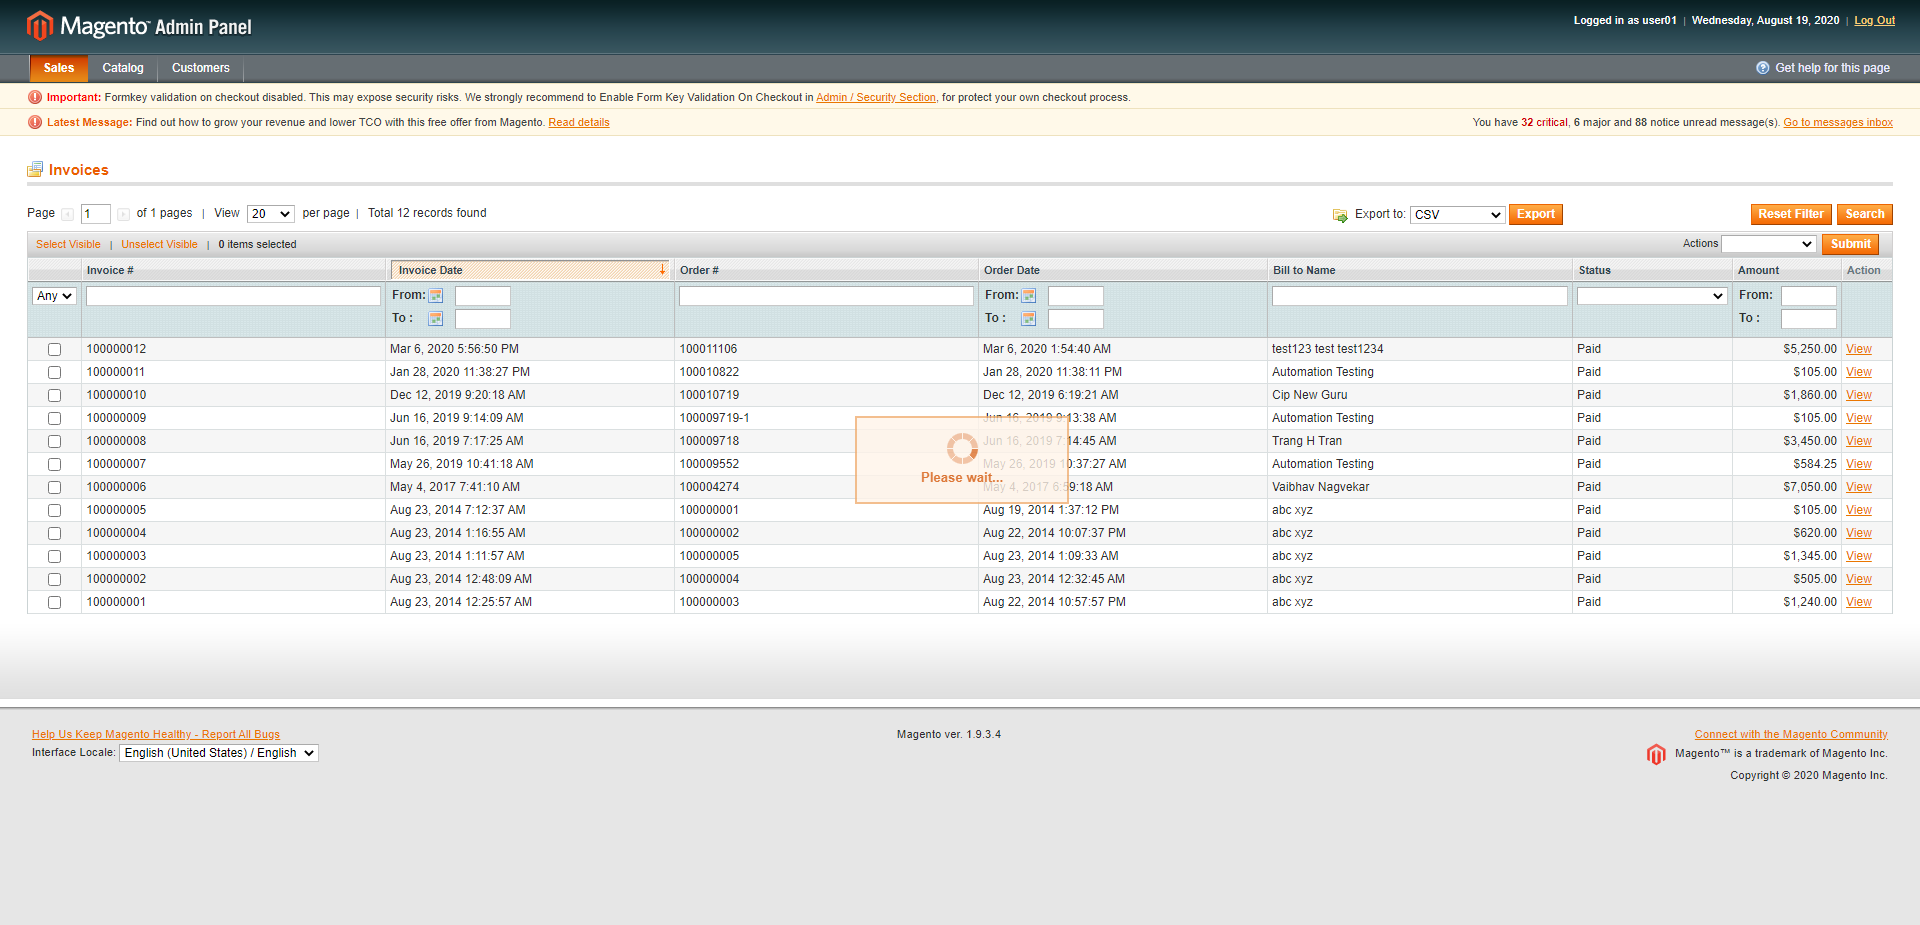 Magento™ Admin Panel
Logged in as user01 | Wednesday, August 19, 2020 | Log Out
Sales Catalog Customers
Get help for this page
Important: Formkey validation on checkout disabled. This may expose security risks. We strongly recommend to Enable Form Key Validation On Checkout in Admin / Security Section, for protect your own checkout process.
Latest Message: Find out how to grow your revenue and lower TCO with this free offer from Magento. Read details
You have 32 critical, 6 major and 88 notice unread message(s). Go to messages inbox
Invoices
Page 1 of 1 pages | View 20 per page | Total 12 records found
Export to: CSV Export
Reset Filter Search
Select Visible | Unselect Visible | 0 items selected
Actions Submit
Invoice # Invoice Date Order # Order Date Bill to Name Status Amount Action
Any From: From: From:
To : To : To :
100000012 Mar 6, 2020 5:56:50 PM 100011106 Mar 6, 2020 1:54:40 AM test123 test test1234 Paid $5,250.00 View
100000011 Jan 28, 2020 11:38:27 PM 100010822 Jan 28, 2020 11:38:11 PM Automation Testing Paid $105.00 View
100000010 Dec 12, 2019 9:20:18 AM 100010719 Dec 12, 2019 6:19:21 AM Cip New Guru Paid $1,860.00 View
100000009 Jun 16, 2019 9:14:09 AM 100009719-1 Jun 16, 2019 9:13:38 AM Automation Testing Paid $105.00 View
100000008 Jun 16, 2019 7:17:25 AM 100009718 Jun 16, 2019 7:14:45 AM Trang H Tran Paid $3,450.00 View
100000007 May 26, 2019 10:41:18 AM 100009552 May 26, 2019 10:37:27 AM Automation Testing Paid $584.25 View
Please wait...
100000006 May 4, 2017 7:41:10 AM 100004274 May 4, 2017 6:59:18 AM Vaibhav Nagvekar Paid $7,050.00 View
100000005 Aug 23, 2014 7:12:37 AM 100000001 Aug 19, 2014 1:37:12 PM abc xyz Paid $105.00 View
100000004 Aug 23, 2014 1:16:55 AM 100000002 Aug 22, 2014 10:07:37 PM abc xyz Paid $620.00 View
100000003 Aug 23, 2014 1:11:57 AM 100000005 Aug 23, 2014 1:09:33 AM abc xyz Paid $1,345.00 View
100000002 Aug 23, 2014 12:48:09 AM 100000004 Aug 23, 2014 12:32:45 AM abc xyz Paid $505.00 View
100000001 Aug 23, 2014 12:25:57 AM 100000003 Aug 22, 2014 10:57:57 PM abc xyz Paid $1,240.00 View
Help Us Keep Magento Healthy - Report All Bugs
Interface Locale: English (United States) / English
Magento ver. 1.9.3.4
Connect with the Magento Community
Magento™ is a trademark of Magento Inc.
Copyright © 2020 Magento Inc.